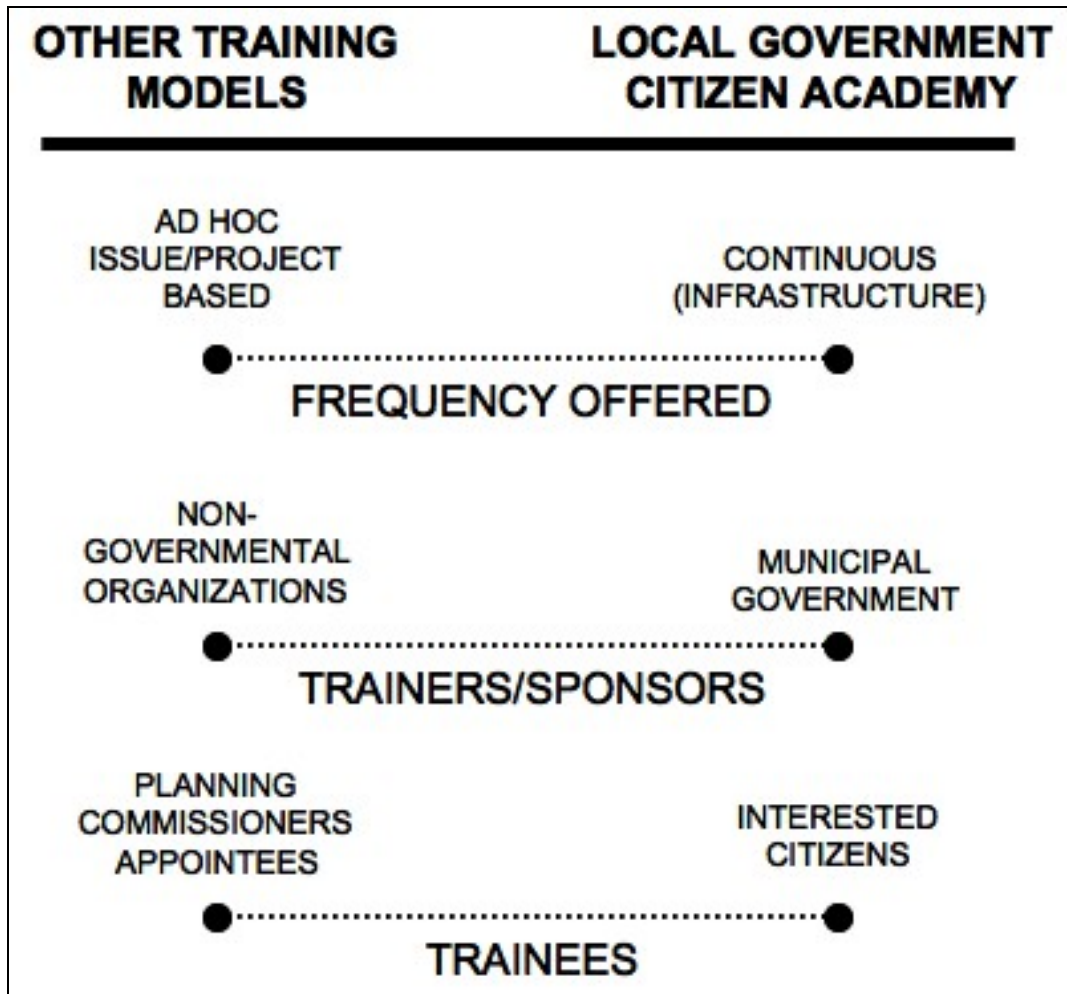 OTHER TRAINING
MODELS
LOCAL GOVERNMENT
CITIZEN ACADEMY
AD HOC
ISSUE/PROJECT
BASED
CONTINUOUS
(INFRASTRUCTURE)
FREQUENCY OFFERED
NON-
GOVERNMENTAL
ORGANIZATIONS
MUNICIPAL
GOVERNMENT
TRAINERS/SPONSORS
PLANNING
COMMISSIONERS
APPOINTEES
INTERESTED
CITIZENS
TRAINEES